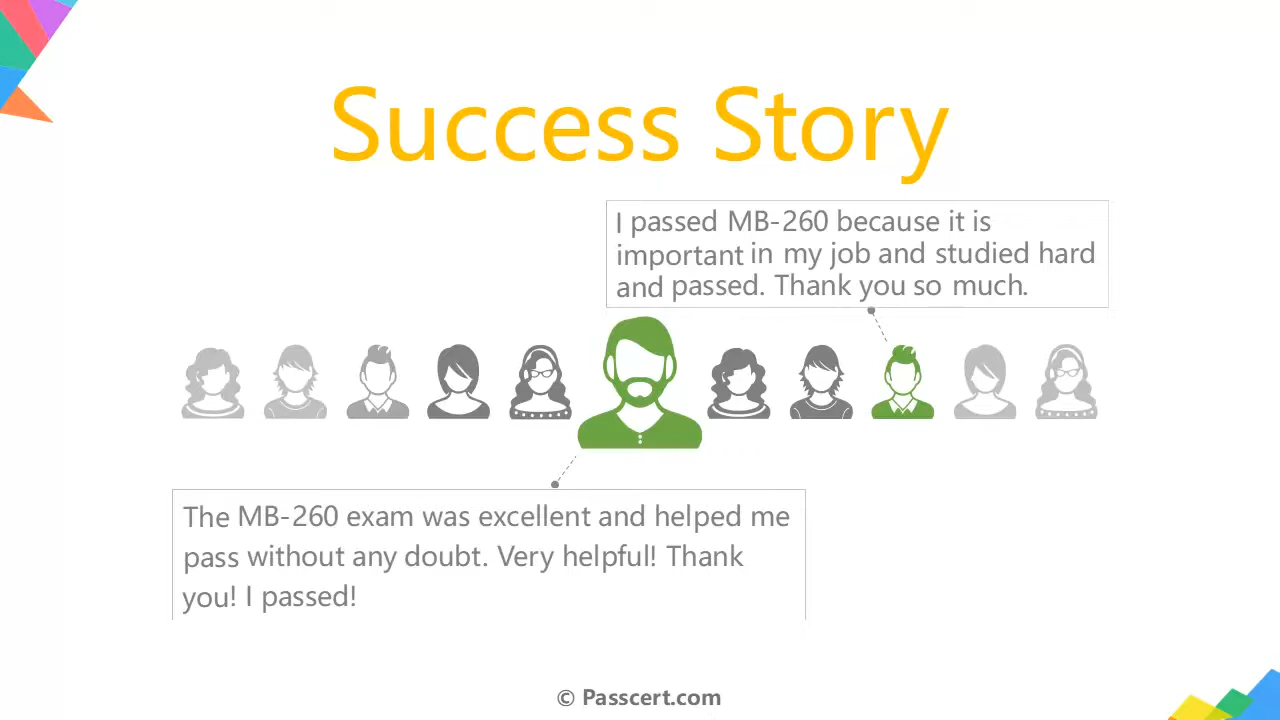 Success Story
I passed MB-260 because it is
important in my job and studied hard
and passed. Thank you so much.
The MB-260 exam was excellent and helped me
pass without any doubt. Very helpful! Thank
you! I passed!
© Passcert.com